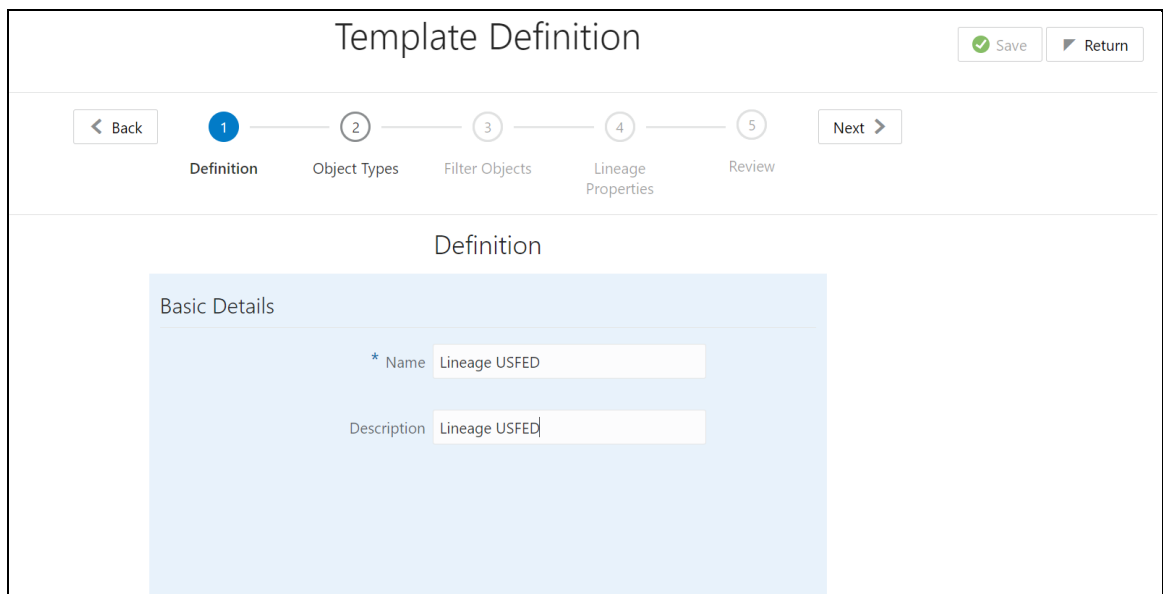 Template Definition
Save
Return
Back
1
2
3
4
5
Next
Definition
Object Types
Filter Objects
Lineage
Properties
Review
Definition
Basic Details
* Name
Lineage USFED
Description
Lineage USFED